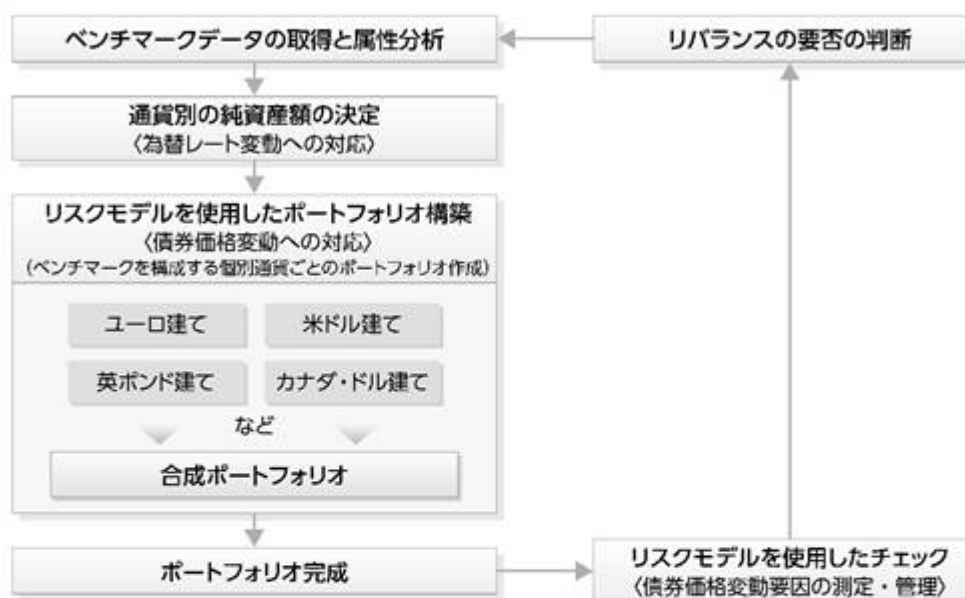 ベンチマークデータの取得と属性分析
リバランスの要否の判断
通貨別の純資産額の決定
〈為替レート変動への対応〉
リスクモデルを使用したポートフォリオ構築
〈債券価格変動への対応〉
(ベンチマークを構成する個別通貨ごとのポートフォリオ作成)
ユーロ建て
米ドル建て
英ポンド建て
カナダ・ドル建て
など
合成ポートフォリオ
ポートフォリオ完成
リスクモデルを使用したチェック
〈債券価格変動要因の測定・管理〉